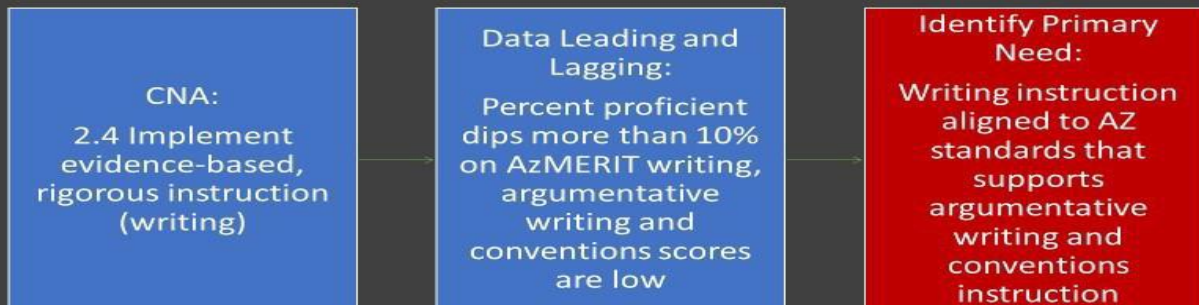 CNA:
2.4 Implement
evidence-based,
rigorous instruction
(writing)
Data Leading and
Lagging:
Percent proficient
dips more than 10%
on AzMERIT writing,
argumentative
writing and
conventions scores
are low
Identify Primary
Need:
Writing instruction
aligned to AZ
standards that
supports
argumentative
writing and
conventions
instruction